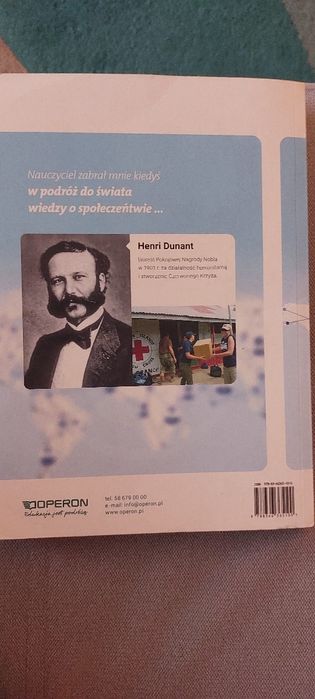 Nauczyciel zabrał mnie kiedyś
w podróż do świata
wiedzy o społeczeństwie ...
Henri Dunant
laureat Pokojowej Nagrody Nobla
w 1901 r. za działalność humanitarną
i stworzenie Czerwonego Krzyża.
OPERON
Edukacja jest podróżą
tel. 58 679 00 00
e-mail: info@operon.pl
www.operon.pl
ISBN